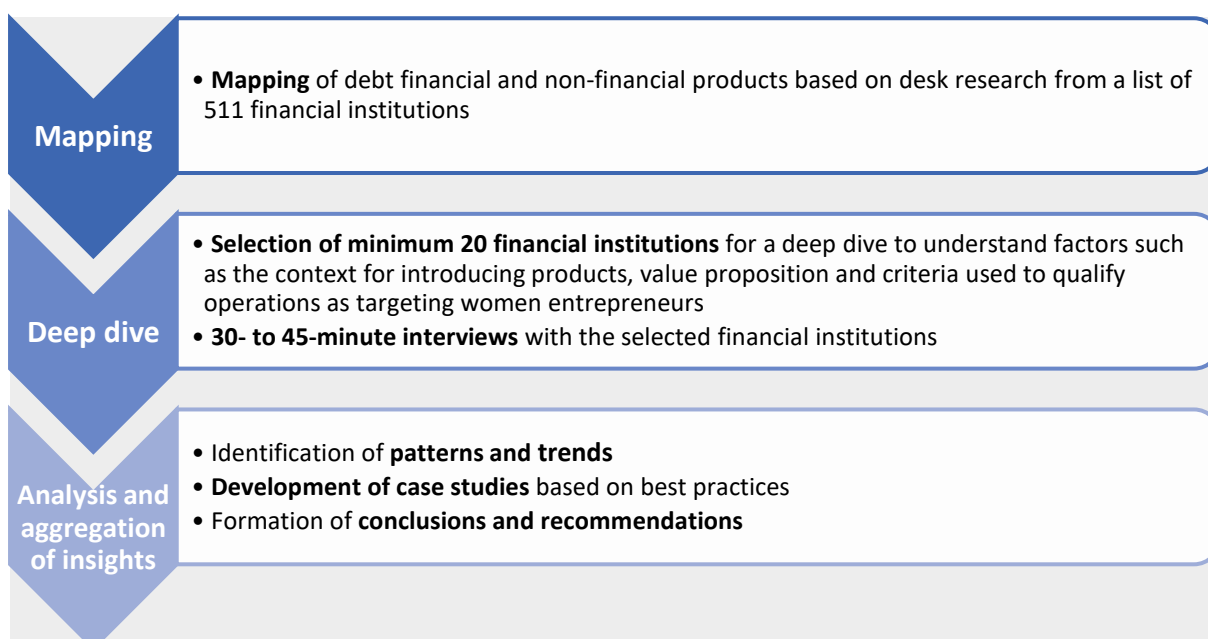 Mapping
• Mapping of debt financial and non-financial products based on desk research from a list of
511 financial institutions
Deep dive
• Selection of minimum 20 financial institutions for a deep dive to understand factors such
as the context for introducing products, value proposition and criteria used to qualify
operations as targeting women entrepreneurs
• 30- to 45-minute interviews with the selected financial institutions
Analysis and
aggregation
of insights
• Identification of patterns and trends
• Development of case studies based on best practices
• Formation of conclusions and recommendations